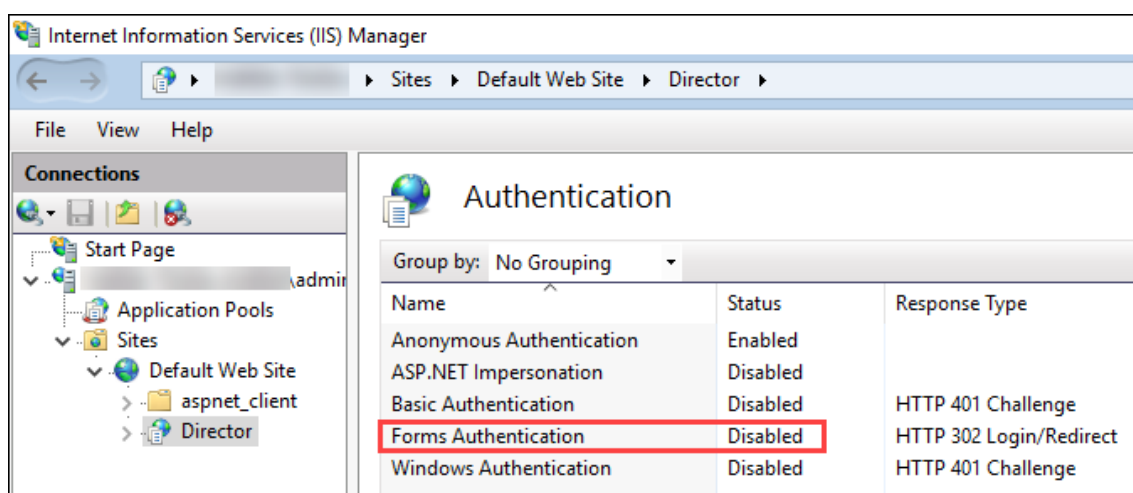 Internet Information Services (IIS) Manager
Sites Default Web Site Director
File View Help
Connections
Start Page
\admin
Application Pools
Sites
Default Web Site
aspnet_client
Director
Authentication
Group by: No Grouping
Name Status Response Type
Anonymous Authentication Enabled
ASP.NET Impersonation Disabled
Basic Authentication Disabled HTTP 401 Challenge
Forms Authentication Disabled HTTP 302 Login/Redirect
Windows Authentication Disabled HTTP 401 Challenge